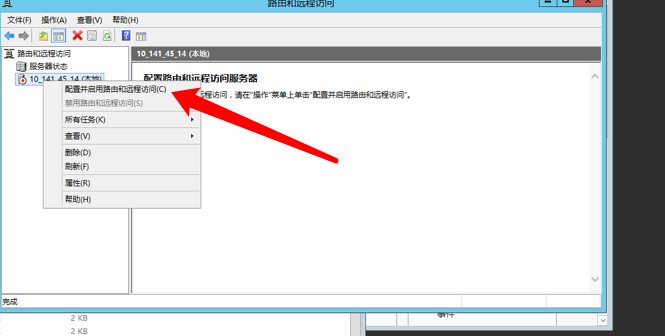 路由和远程访问
文件(F) 操作(A) 查看(V) 帮助(H)
路由和远程访问
服务器状态
10_141_45_14 (本地)
10_141_45_14 (本地)
配置路由和远程访问服务器
远程访问，请在"操作"菜单上单击"配置并启用路由和远程访问"。
配置并启用路由和远程访问(C)
禁用路由和远程访问(S)
所有任务(K)
查看(V)
删除(D)
刷新(F)
属性(R)
帮助(H)
完成
2 KB
2 KB
事件